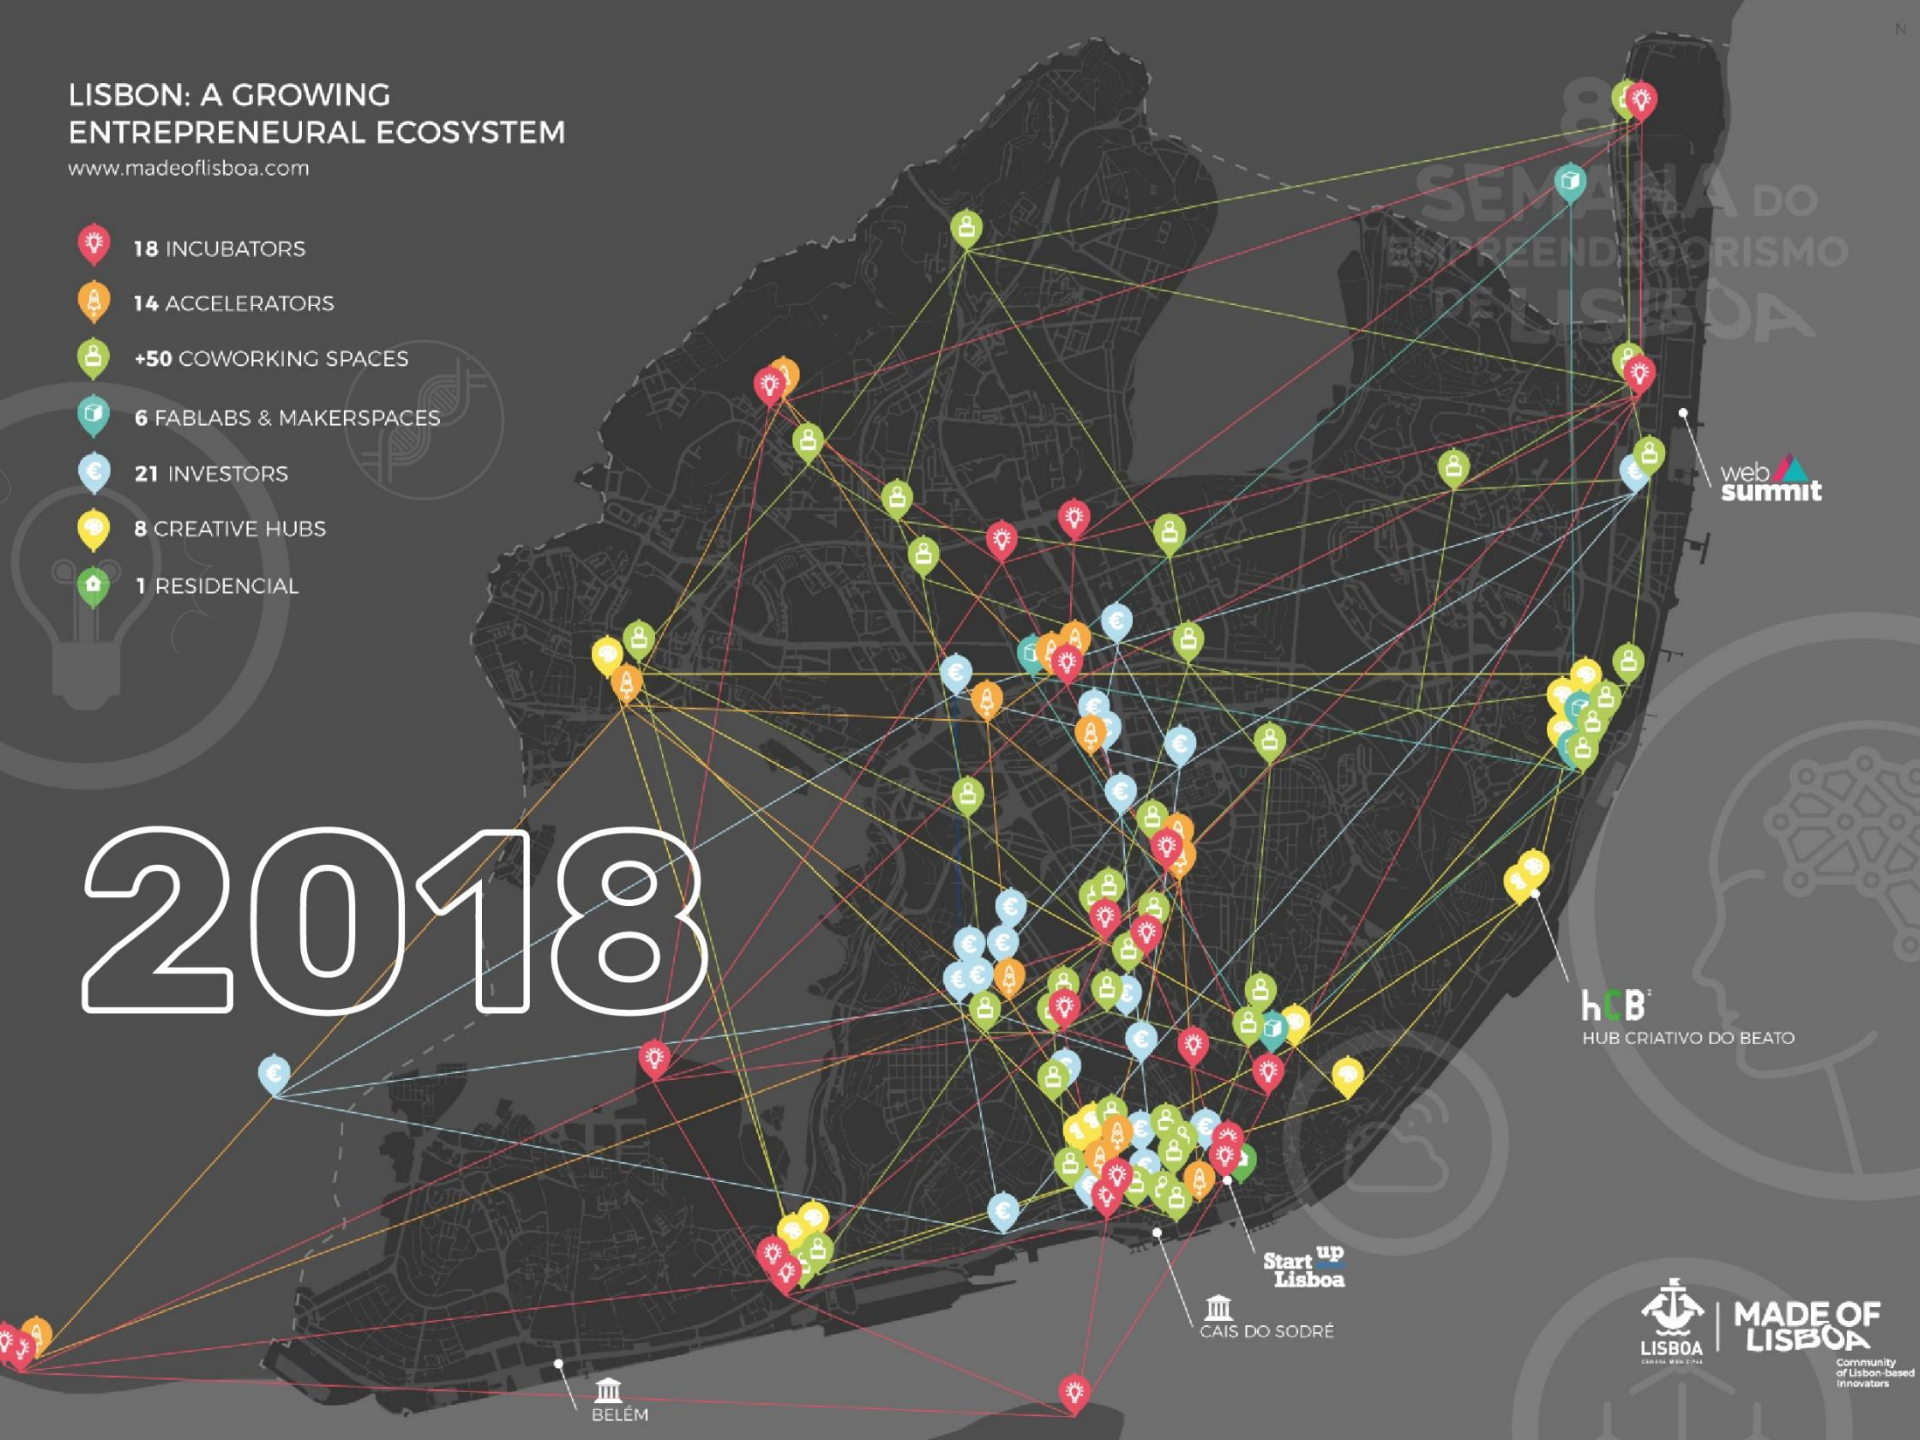 LISBON: A GROWING
ENTREPRENEURAL ECOSYSTEM
www.madeoflisboa.com
18 INCUBATORS
14 ACCELERATORS
+50 COWORKING SPACES
6 FABLABS & MAKERSPACES
21 INVESTORS
8 CREATIVE HUBS
1 RESIDENCIAL
2018
N
8
SEMANA DO
EMPREENDEDORISMO
DE LISBOA
web
summit
hCB
HUB CRIATIVO DO BEATO
Start up
Lisboa
CAIS DO SODRÉ
BELÉM
LISBOA
CÂMARA MUNICIPAL
MADE OF
LISBOA
Community
of Lisbon-based
Innovators